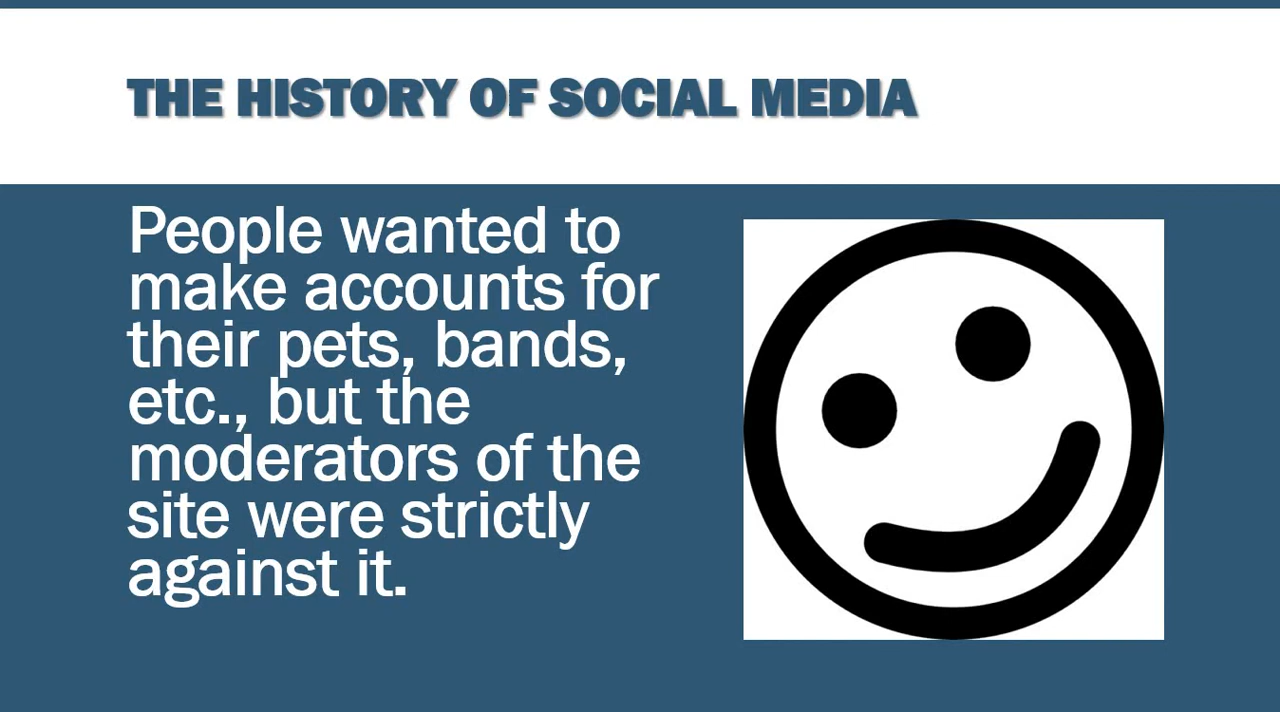 THE HISTORY OF SOCIAL MEDIA
People wanted to
make accounts for
their pets, bands,
etc., but the
moderators of the
site were strictly
against it.